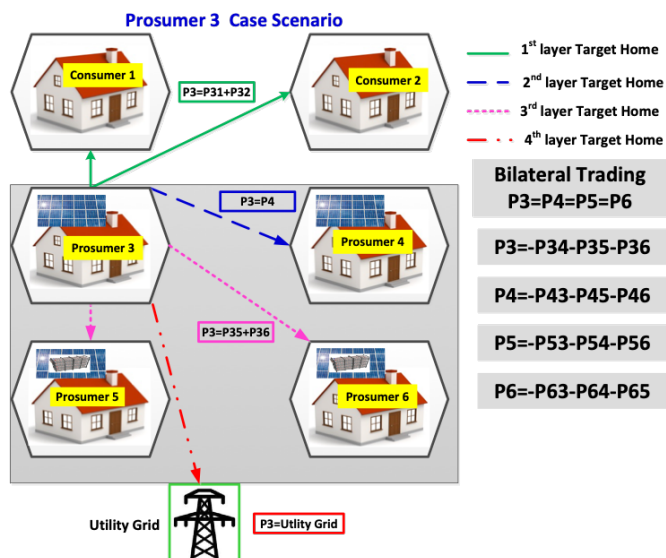 Prosumer 3 Case Scenario
Consumer 1
P3=P31+P32
Consumer 2
1st layer Target Home
2nd layer Target Home
3rd layer Target Home
4th layer Target Home
Bilateral Trading
P3=P4=P5=P6
P3=-P34-P35-P36
P4=-P43-P45-P46
P5=-P53-P54-P56
P6=-P63-P64-P65
Prosumer 3
P3=P4
Prosumer 4
P3=P35+P36
Prosumer 5
Prosumer 6
Utility Grid
P3=Utlity Grid